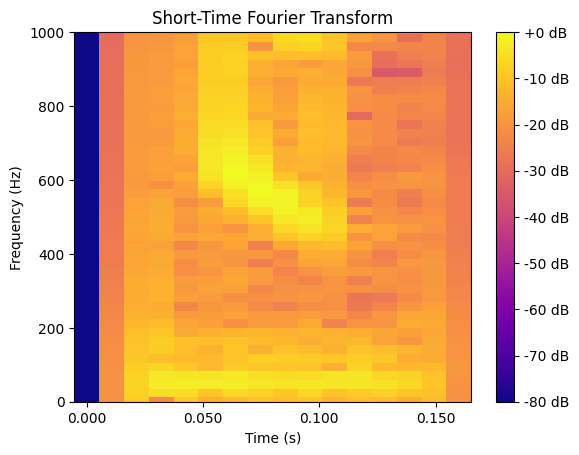 Short-Time Fourier Transform
1000
800
600
400
200
0
Frequency (Hz)
0.000
0.050
0.100
0.150
Time (s)
+0 dB
-10 dB
-20 dB
-30 dB
-40 dB
-50 dB
-60 dB
-70 dB
-80 dB